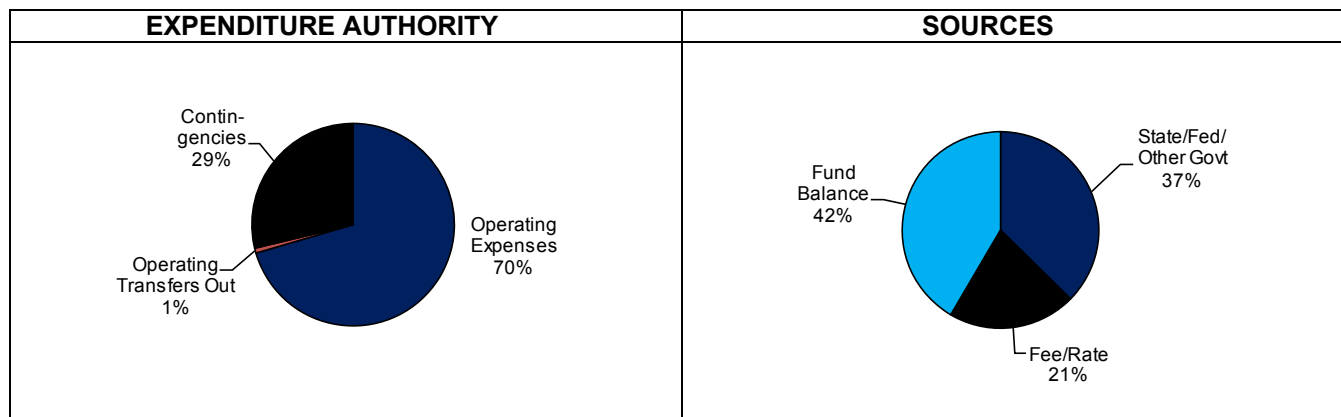 EXPENDITURE AUTHORITY
Contin-
gencies
29%
Operating
Expenses
70%
Operating
Transfers Out
1%
SOURCES
State/Fed/
Other Govt
37%
Fund
Balance
42%
Fee/Rate
21%